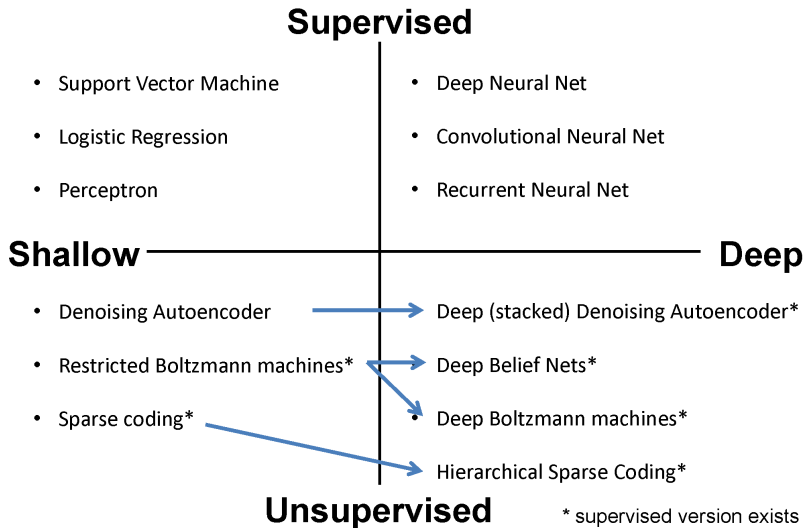 Supervised
• Support Vector Machine
• Logistic Regression
• Perceptron
• Deep Neural Net
• Convolutional Neural Net
• Recurrent Neural Net
Shallow
Deep
• Denoising Autoencoder
• Restricted Boltzmann machines*
• Sparse coding*
Deep (stacked) Denoising Autoencoder*
Deep Belief Nets*
• Deep Boltzmann machines*
Hierarchical Sparse Coding*
Unsupervised
* supervised version exists